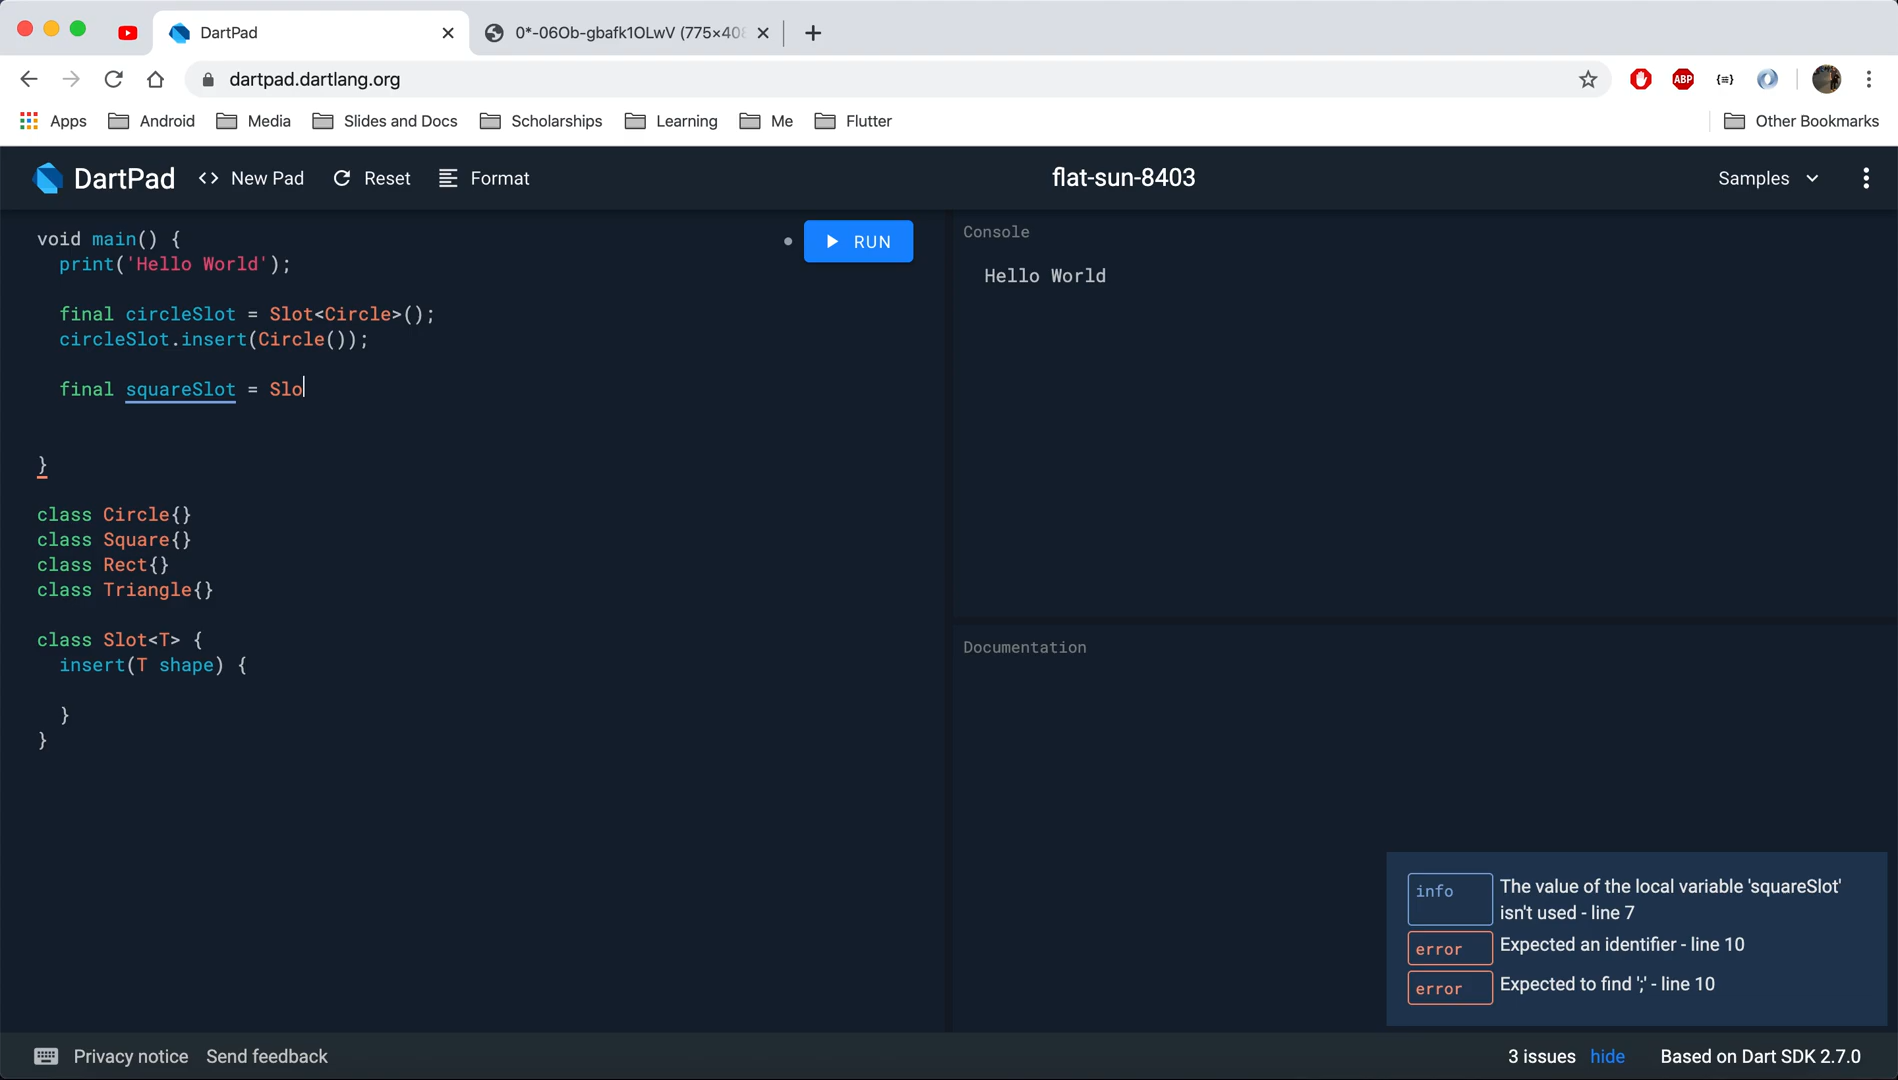 DartPad
0*-06Ob-gbafk1OLwV (775×408
dartpad.dartlang.org
ABP
Apps
Android
Media
Slides and Docs
Scholarships
Learning
Me
Flutter
Other Bookmarks
DartPad
<> New Pad
Reset
Format
flat-sun-8403
Samples
void main() {
print('Hello World');
final circleSlot = Slot<Circle>();
circleSlot.insert(Circle());
final squareSlot = Slo
}
class Circle{}
class Square{}
class Rect{}
class Triangle{}
class Slot<T> {
insert(T shape) {
}
}
RUN
Console
Hello World
Documentation
info The value of the local variable 'squareSlot'
isn't used - line 7
error Expected an identifier - line 10
error Expected to find ';' - line 10
Privacy notice
Send feedback
3 issues hide
Based on Dart SDK 2.7.0